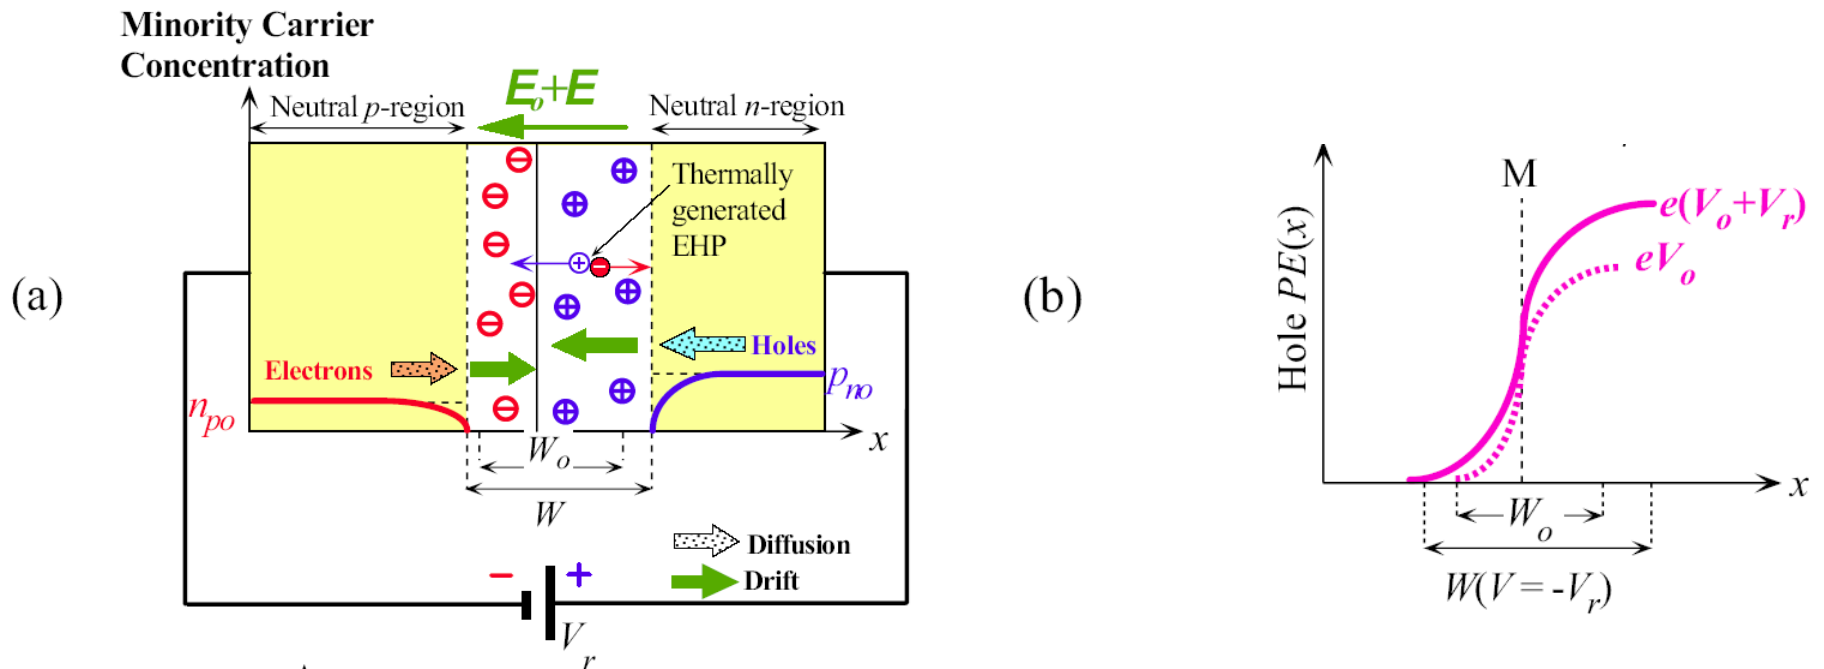 Minority Carrier
Concentration
Neutral p-region
E_o+E
Neutral n-region
Thermally
generated
EHP
(a)
Electrons
Holes
n_po
p_no
x
W_o
W
Diffusion
Drift
− +
V_r
(b)
Hole PE(x)
M
e(V_o+V_r)
eV_o
x
W_o
W(V = -V_r)